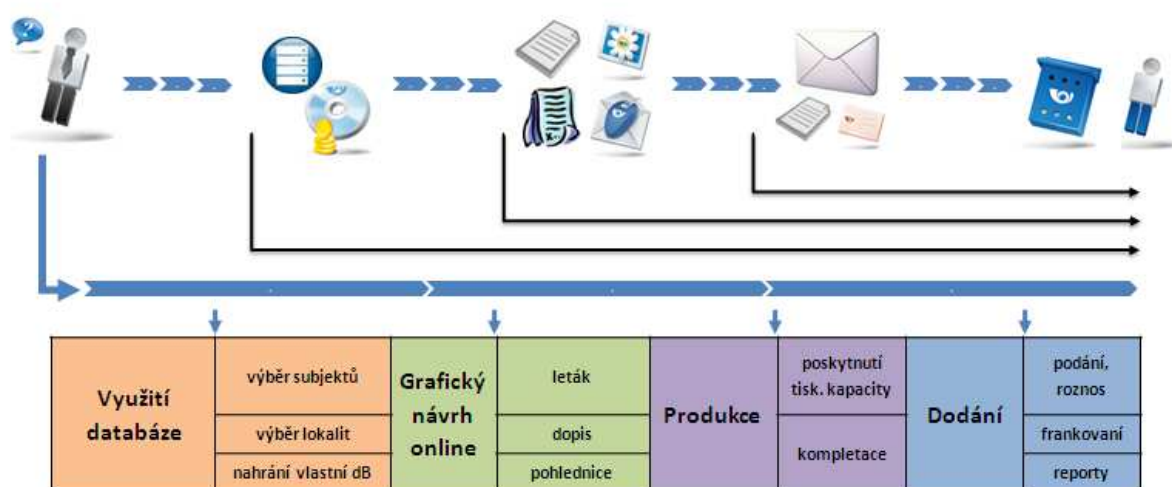 Využití
databáze
výběr subjektů
výběr lokalit
nahrání vlastní dB
Grafický
návrh
online
leták
dopis
pohlednice
Produkce
poskytnutí
tisk. kapacity
kompletace
Dodání
podání,
roznos
frankovaní
reporty